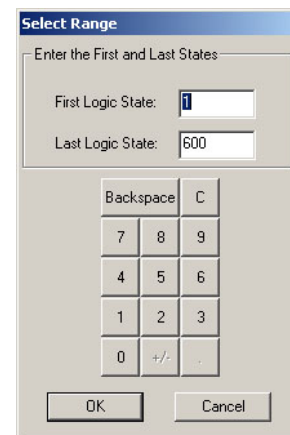 Select Range
Enter the First and Last States
First Logic State: 1
Last Logic State: 600
Backspace C
7 8 9
4 5 6
1 2 3
0 +/- .
OK Cancel